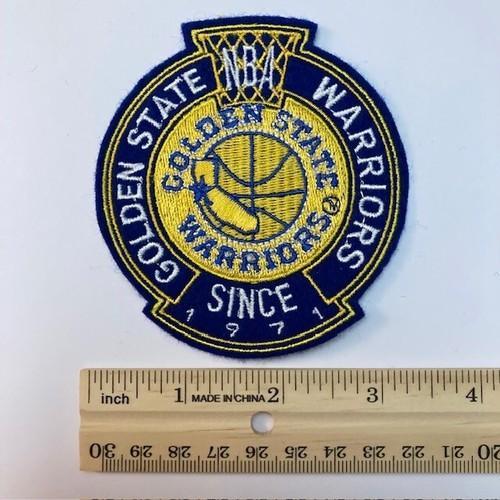 NBA
GOLDEN STATE WARRIORS
GOLDEN STATE
WARRIORS®
SINCE
1971
inch 1 MADE IN CHINA 2 3 4
30 29 28 27 26 25 24 23 22 21 20